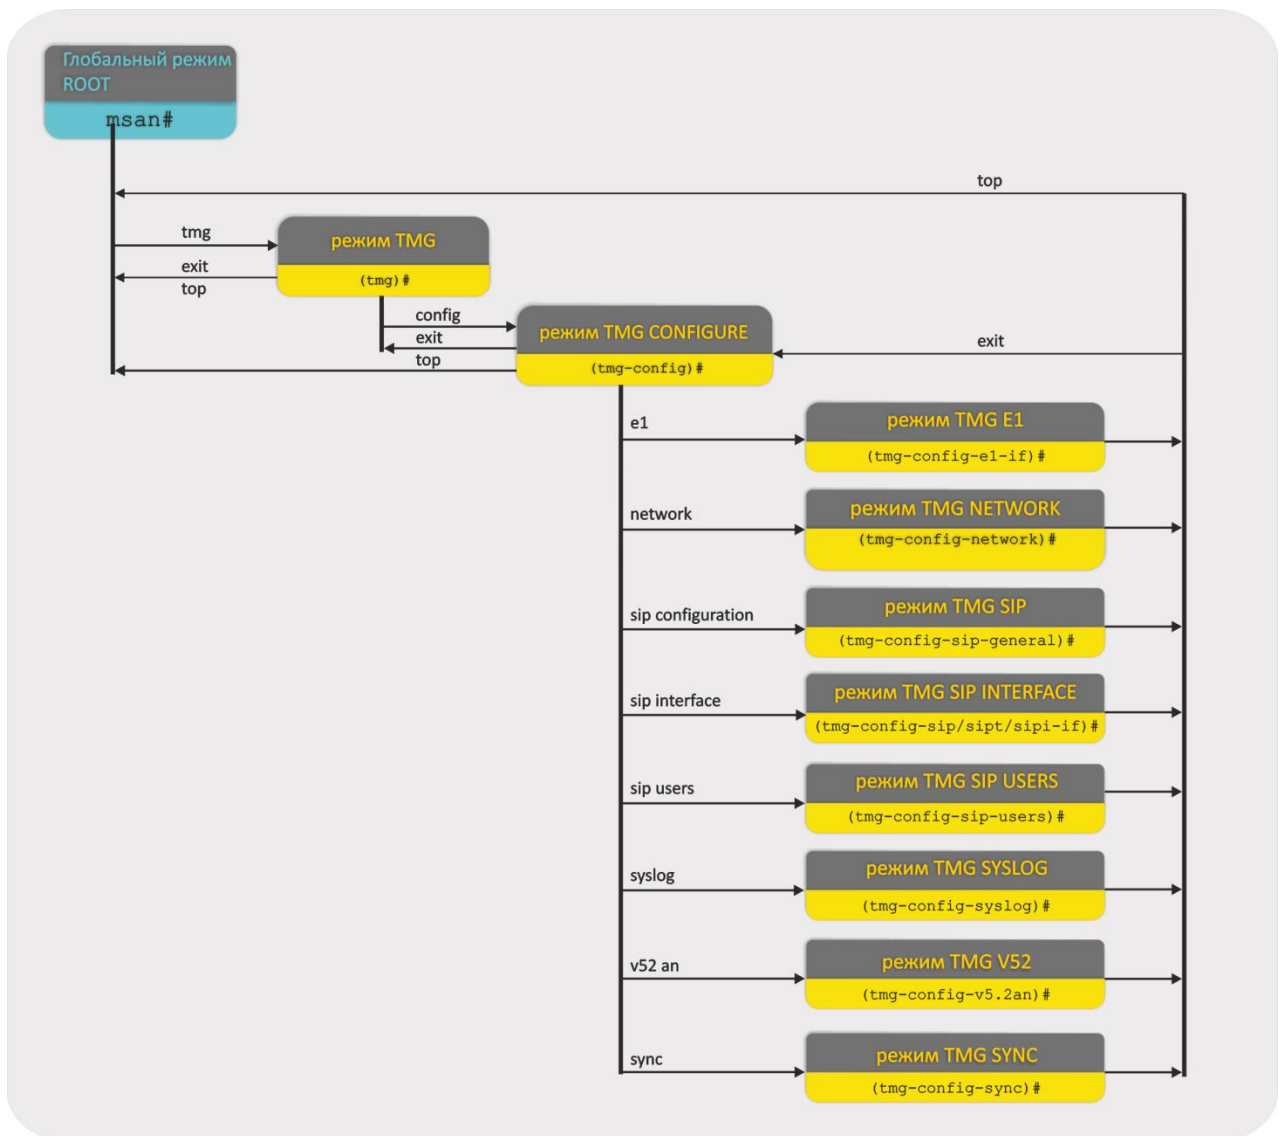 Глобальный режим
ROOT
msan#
top
tmg
режим TMG
exit
(tmg)#
top
config
режим TMG CONFIGURE
exit
exit
top
(tmg-config)#
e1
режим TMG E1
(tmg-config-e1-if)#
network
режим TMG NETWORK
(tmg-config-network)#
sip configuration
режим TMG SIP
(tmg-config-sip-general)#
sip interface
режим TMG SIP INTERFACE
(tmg-config-sip/sipt/sipi-if)#
sip users
режим TMG SIP USERS
(tmg-config-sip-users)#
syslog
режим TMG SYSLOG
(tmg-config-syslog)#
v52 an
режим TMG V52
(tmg-config-v5.2an)#
sync
режим TMG SYNC
(tmg-config-sync)#